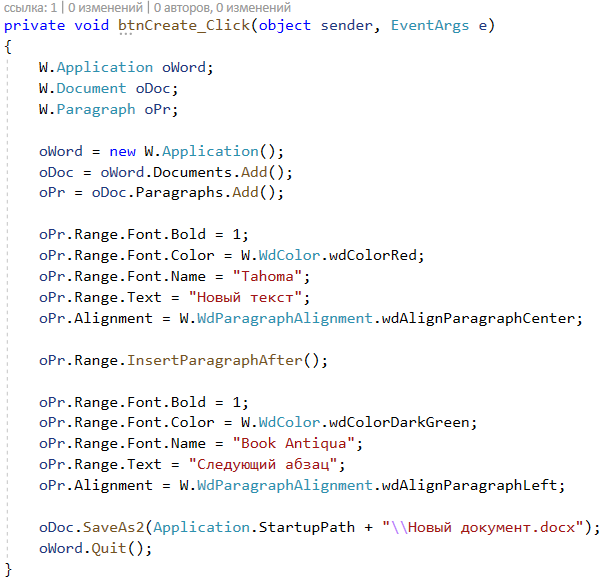 ссылка: 1 | 0 изменений | 0 авторов, 0 изменений
private void btnCreate_Click(object sender, EventArgs e)
{
W.Application oWord;
W.Document oDoc;
W.Paragraph oPr;
oWord = new W.Application();
oDoc = oWord.Documents.Add();
oPr = oDoc.Paragraphs.Add();
oPr.Range.Font.Bold = 1;
oPr.Range.Font.Color = W.WdColor.wdColorRed;
oPr.Range.Font.Name = "Tahoma";
oPr.Range.Text = "Новый текст";
oPr.Alignment = W.WdParagraphAlignment.wdAlignParagraphCenter;
oPr.Range.InsertParagraphAfter();
oPr.Range.Font.Bold = 1;
oPr.Range.Font.Color = W.WdColor.wdColorDarkGreen;
oPr.Range.Font.Name = "Book Antiqua";
oPr.Range.Text = "Следующий абзац";
oPr.Alignment = W.WdParagraphAlignment.wdAlignParagraphLeft;
oDoc.SaveAs2(Application.StartupPath + "\\Новый документ.docx");
oWord.Quit();
}